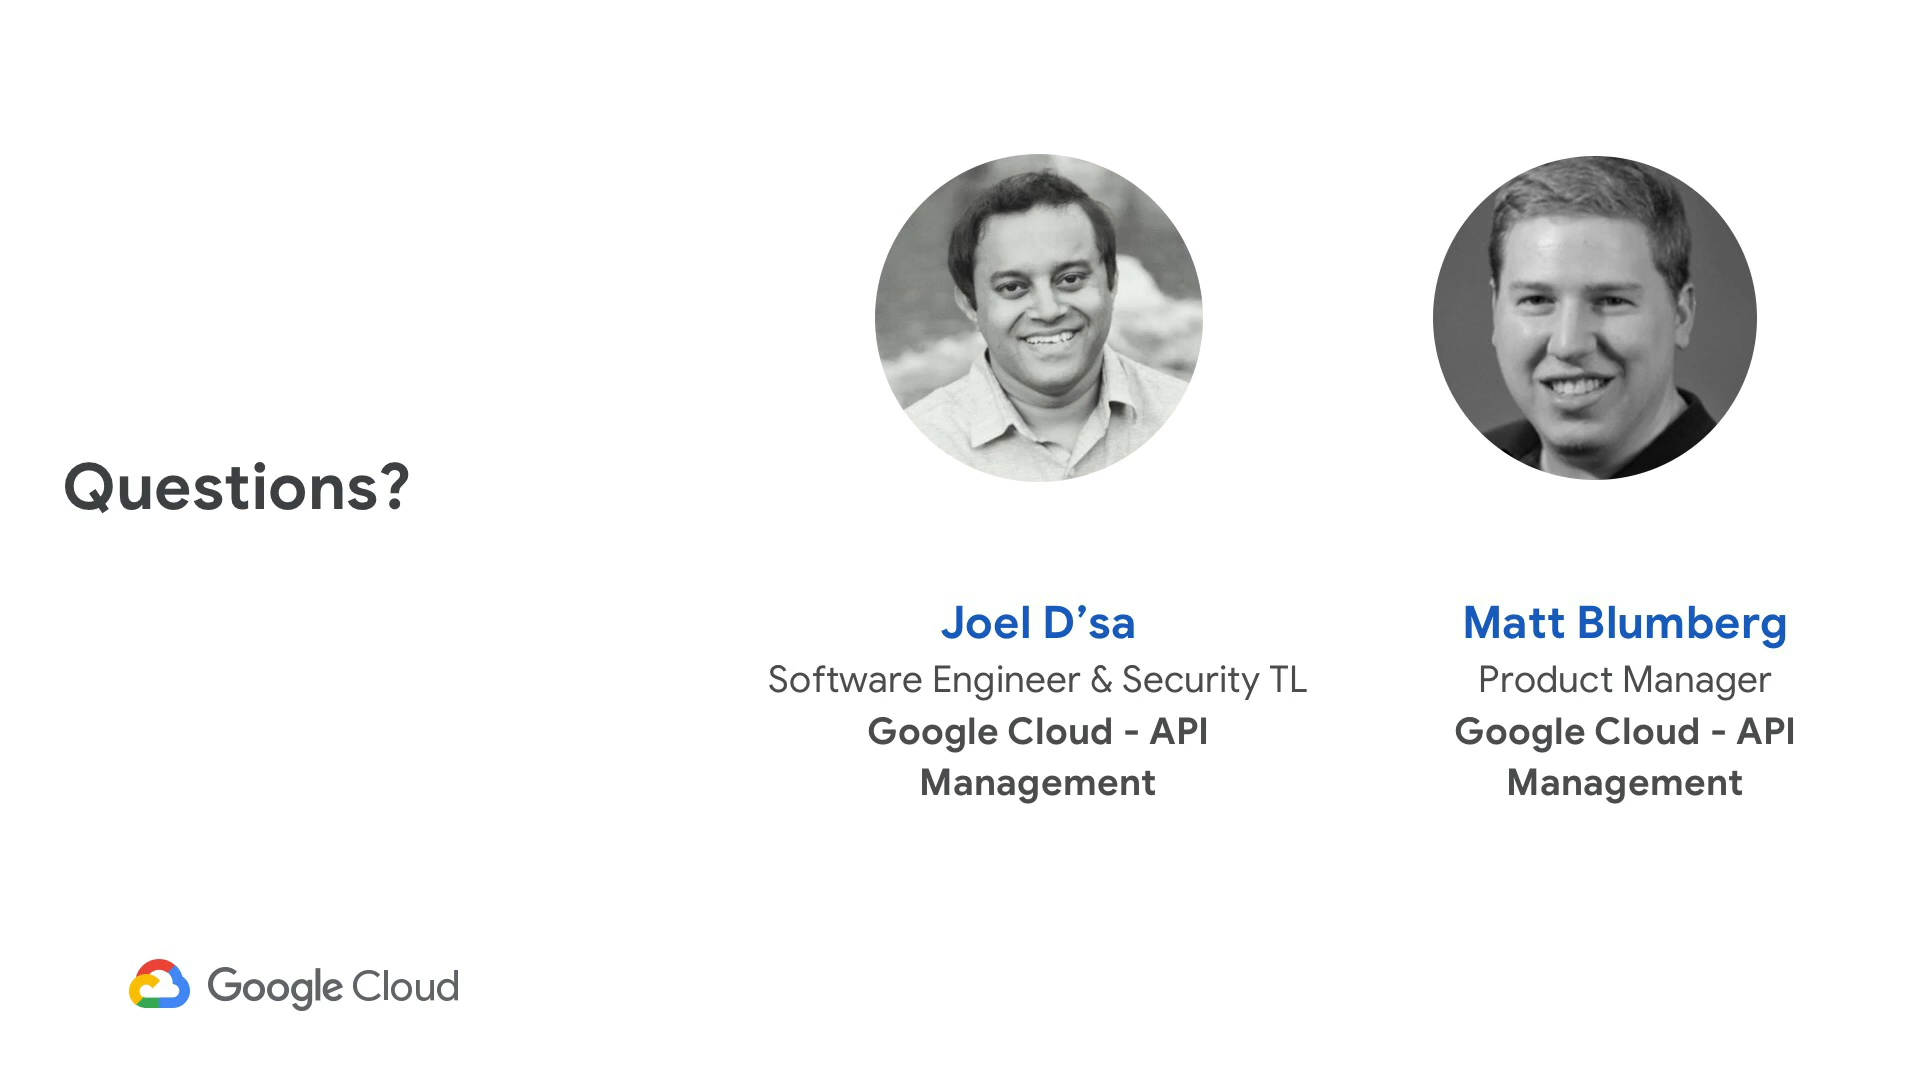 Questions?
Joel D’sa
Software Engineer & Security TL
Google Cloud - API
Management
Matt Blumberg
Product Manager
Google Cloud - API
Management
Google Cloud